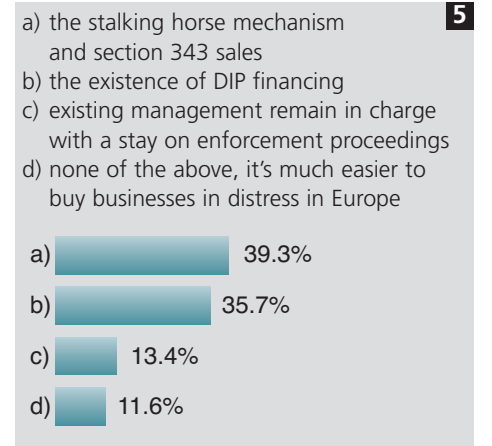 5
a) the stalking horse mechanism
and section 343 sales
b) the existence of DIP financing
c) existing management remain in charge
with a stay on enforcement proceedings
d) none of the above, it’s much easier to
buy businesses in distress in Europe
a) 39.3%
b) 35.7%
c) 13.4%
d) 11.6%